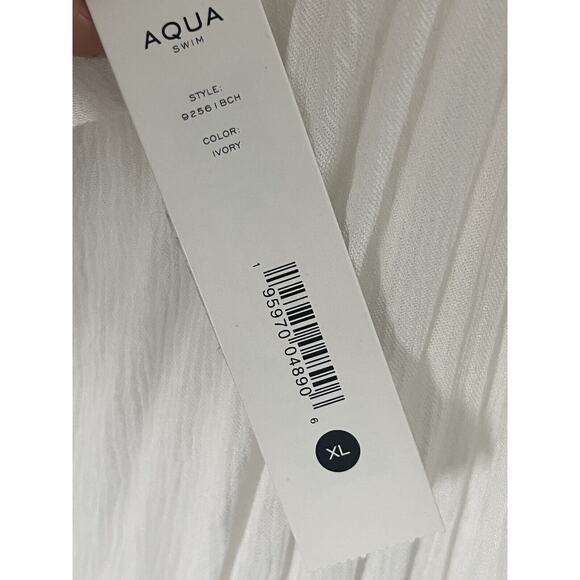 AQUA
SWIM
STYLE:
92561BCH
COLOR:
IVORY
1 95970 04890 6
XL